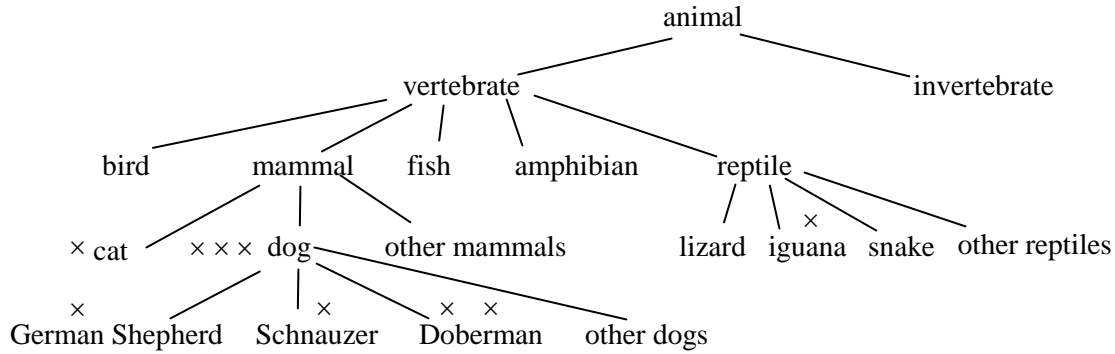 animal
vertebrate invertebrate
bird mammal fish amphibian reptile
×
× cat × × × dog other mammals lizard iguana snake other reptiles
× × × ×
German Shepherd Schnauzer Doberman other dogs